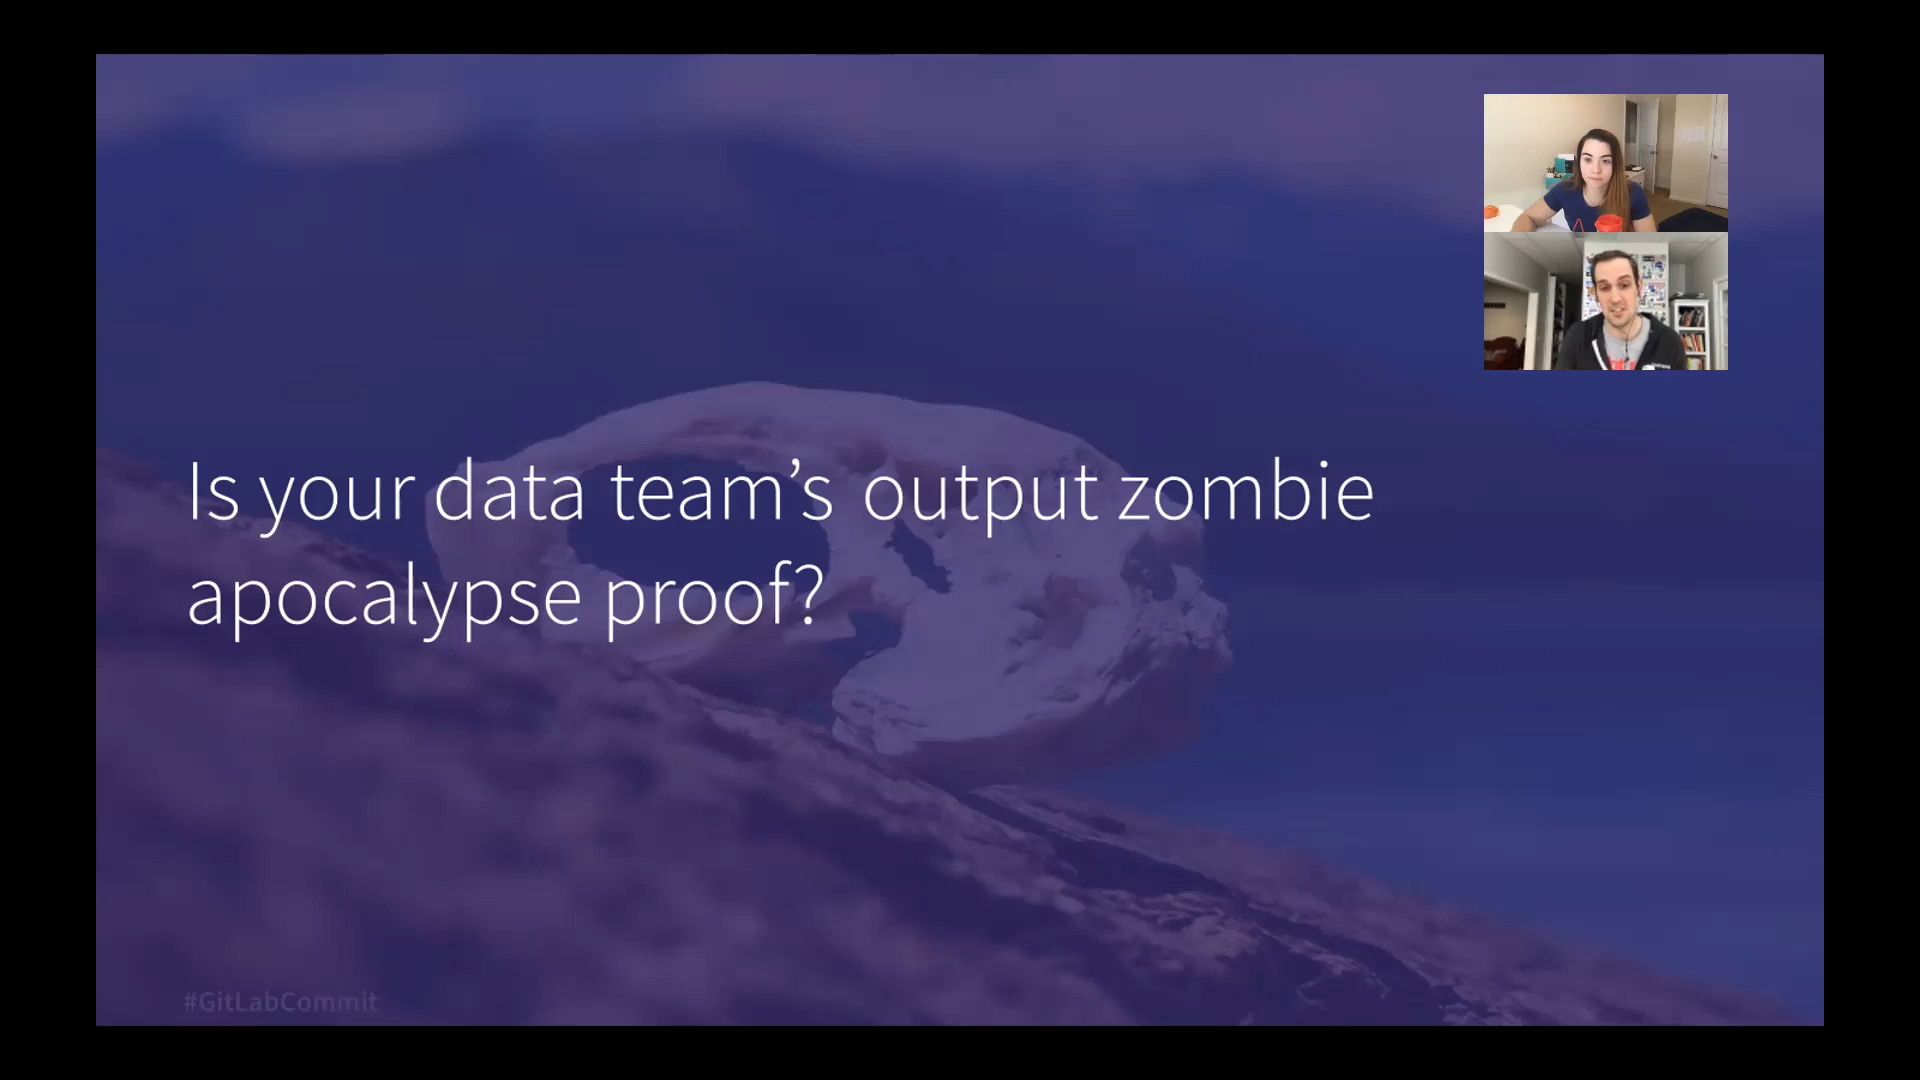 Is your data team’s output zombie
apocalypse proof?
#GitLabCommit